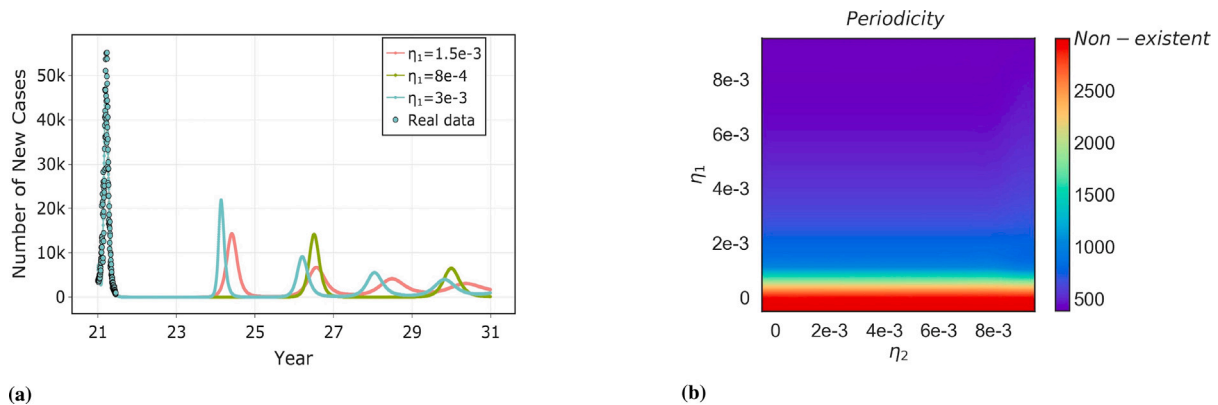 Number of New Cases
50k
40k
30k
20k
10k
0
21
23
25
27
29
31
Year
η₁=1.5e-3
η₁=8e-4
η₁=3e-3
Real data
(a)
Periodicity
η₁
8e-3
6e-3
4e-3
2e-3
0
0
2e-3
4e-3
6e-3
8e-3
η₂
Non-existent
2500
2000
1500
1000
500
(b)